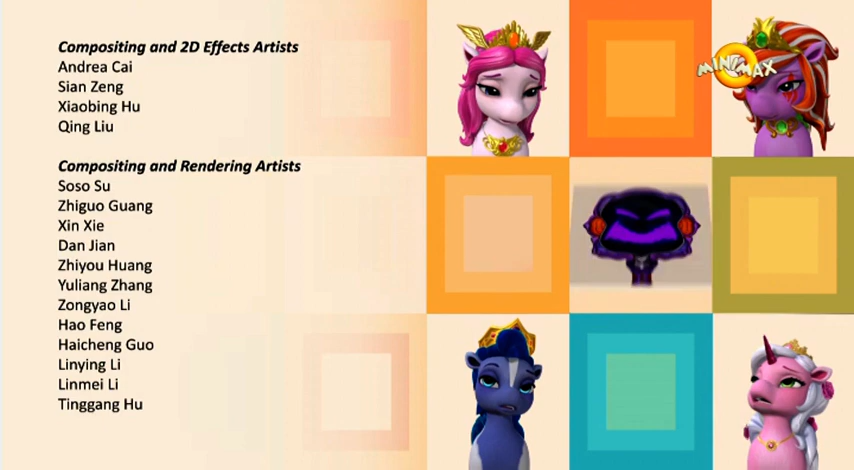 Compositing and 2D Effects Artists
Andrea Cai
Sian Zeng
Xiaobing Hu
Qing Liu
Compositing and Rendering Artists
Soso Su
Zhiguo Guang
Xin Xie
Dan Jian
Zhiyou Huang
Yuliang Zhang
Zongyao Li
Hao Feng
Haicheng Guo
Linying Li
Linmei Li
Tinggang Hu
MINIMAX